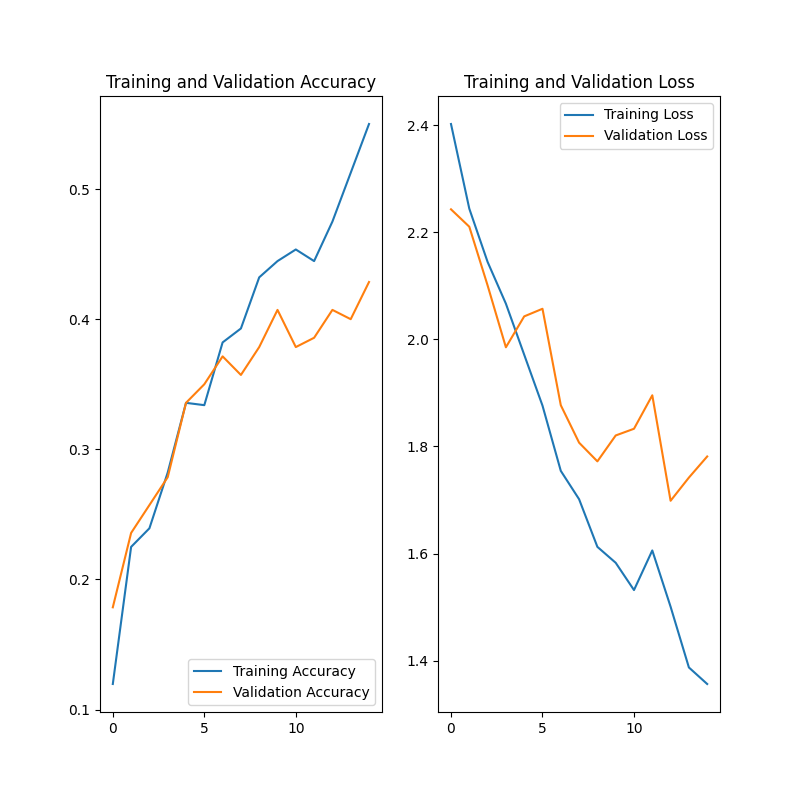 Training and Validation Accuracy
0.5
0.4
0.3
0.2
0.1
0
5
10
Training Accuracy
Validation Accuracy
Training and Validation Loss
2.4
2.2
2.0
1.8
1.6
1.4
0
5
10
Training Loss
Validation Loss